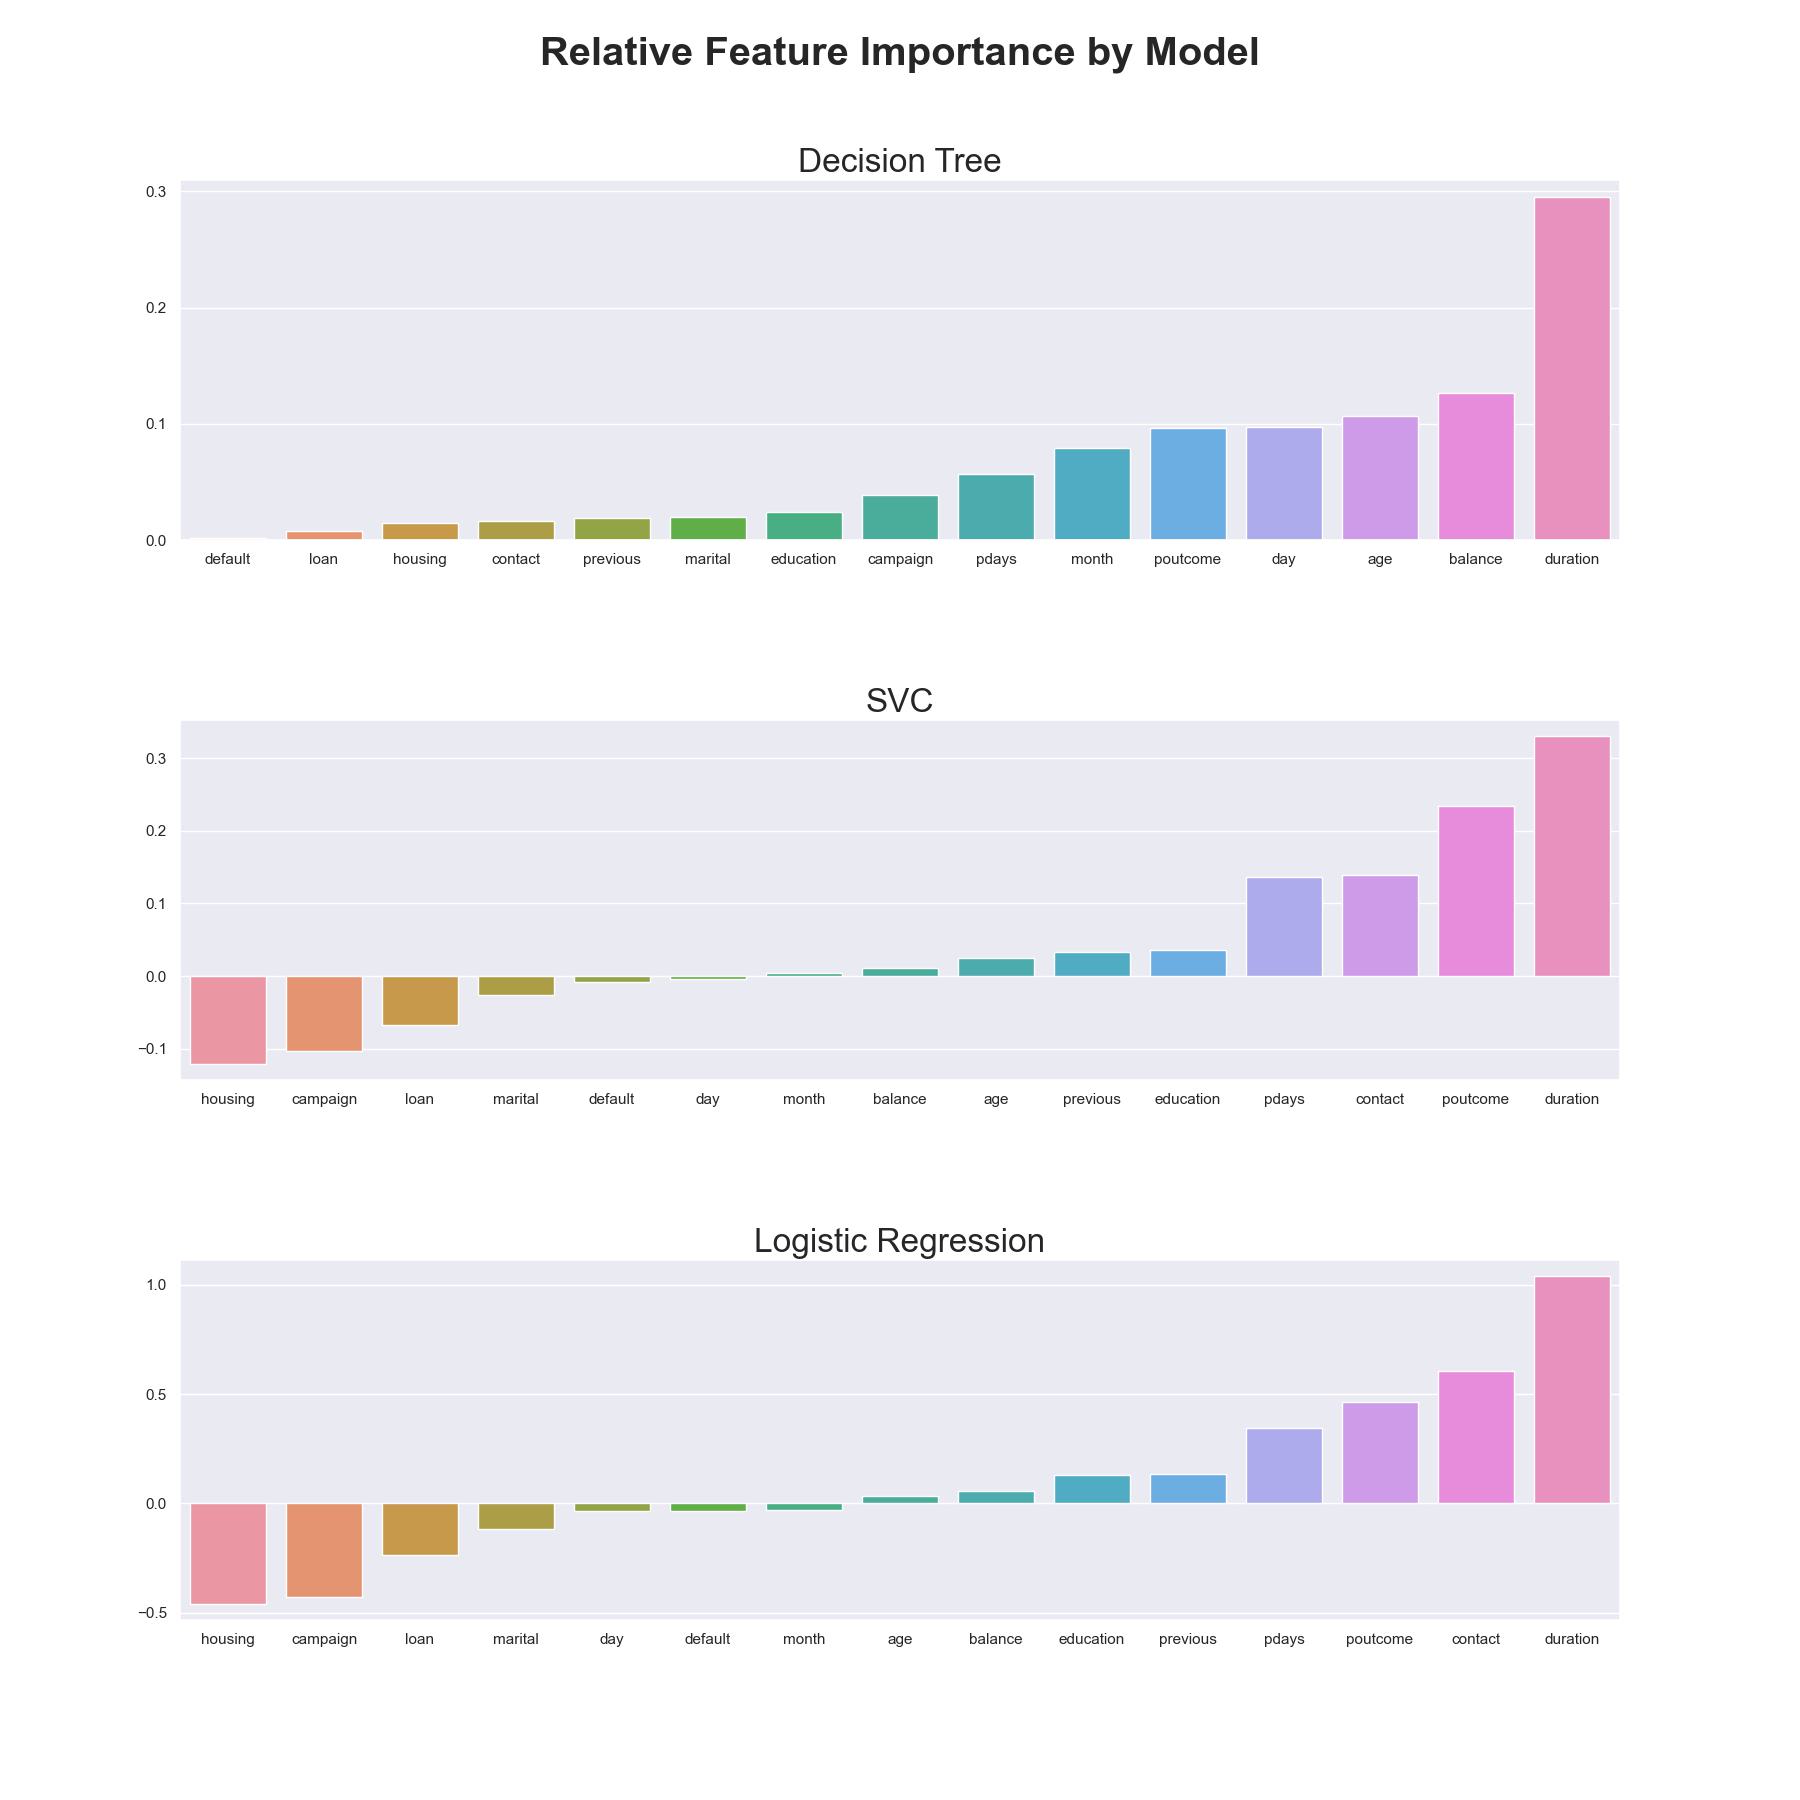 Relative Feature Importance by Model
Decision Tree
0.3
0.2
0.1
0.0
default loan housing contact previous marital education campaign pdays month poutcome day age balance duration
SVC
0.3
0.2
0.1
0.0
−0.1
housing campaign loan marital default day month balance age previous education pdays contact poutcome duration
Logistic Regression
1.0
0.5
0.0
−0.5
housing campaign loan marital day default month age balance education previous pdays poutcome contact duration